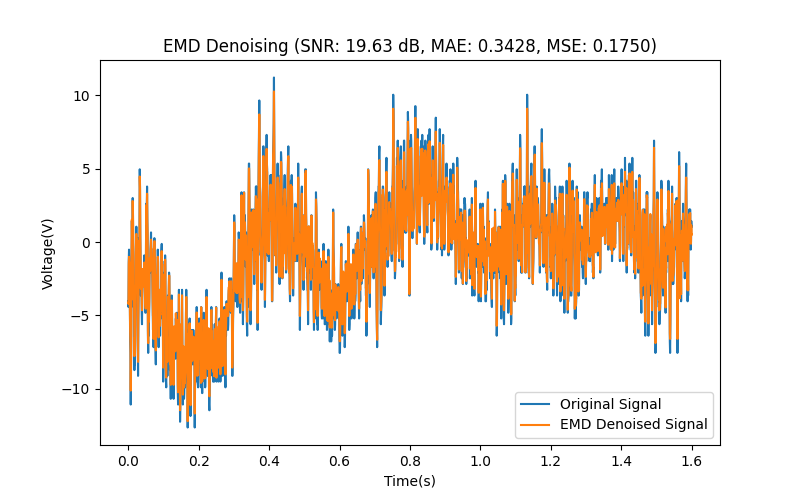 EMD Denoising (SNR: 19.63 dB, MAE: 0.3428, MSE: 0.1750)
10
5
0
−5
−10
Voltage(V)
Original Signal
EMD Denoised Signal
0.0 0.2 0.4 0.6 0.8 1.0 1.2 1.4 1.6
Time(s)